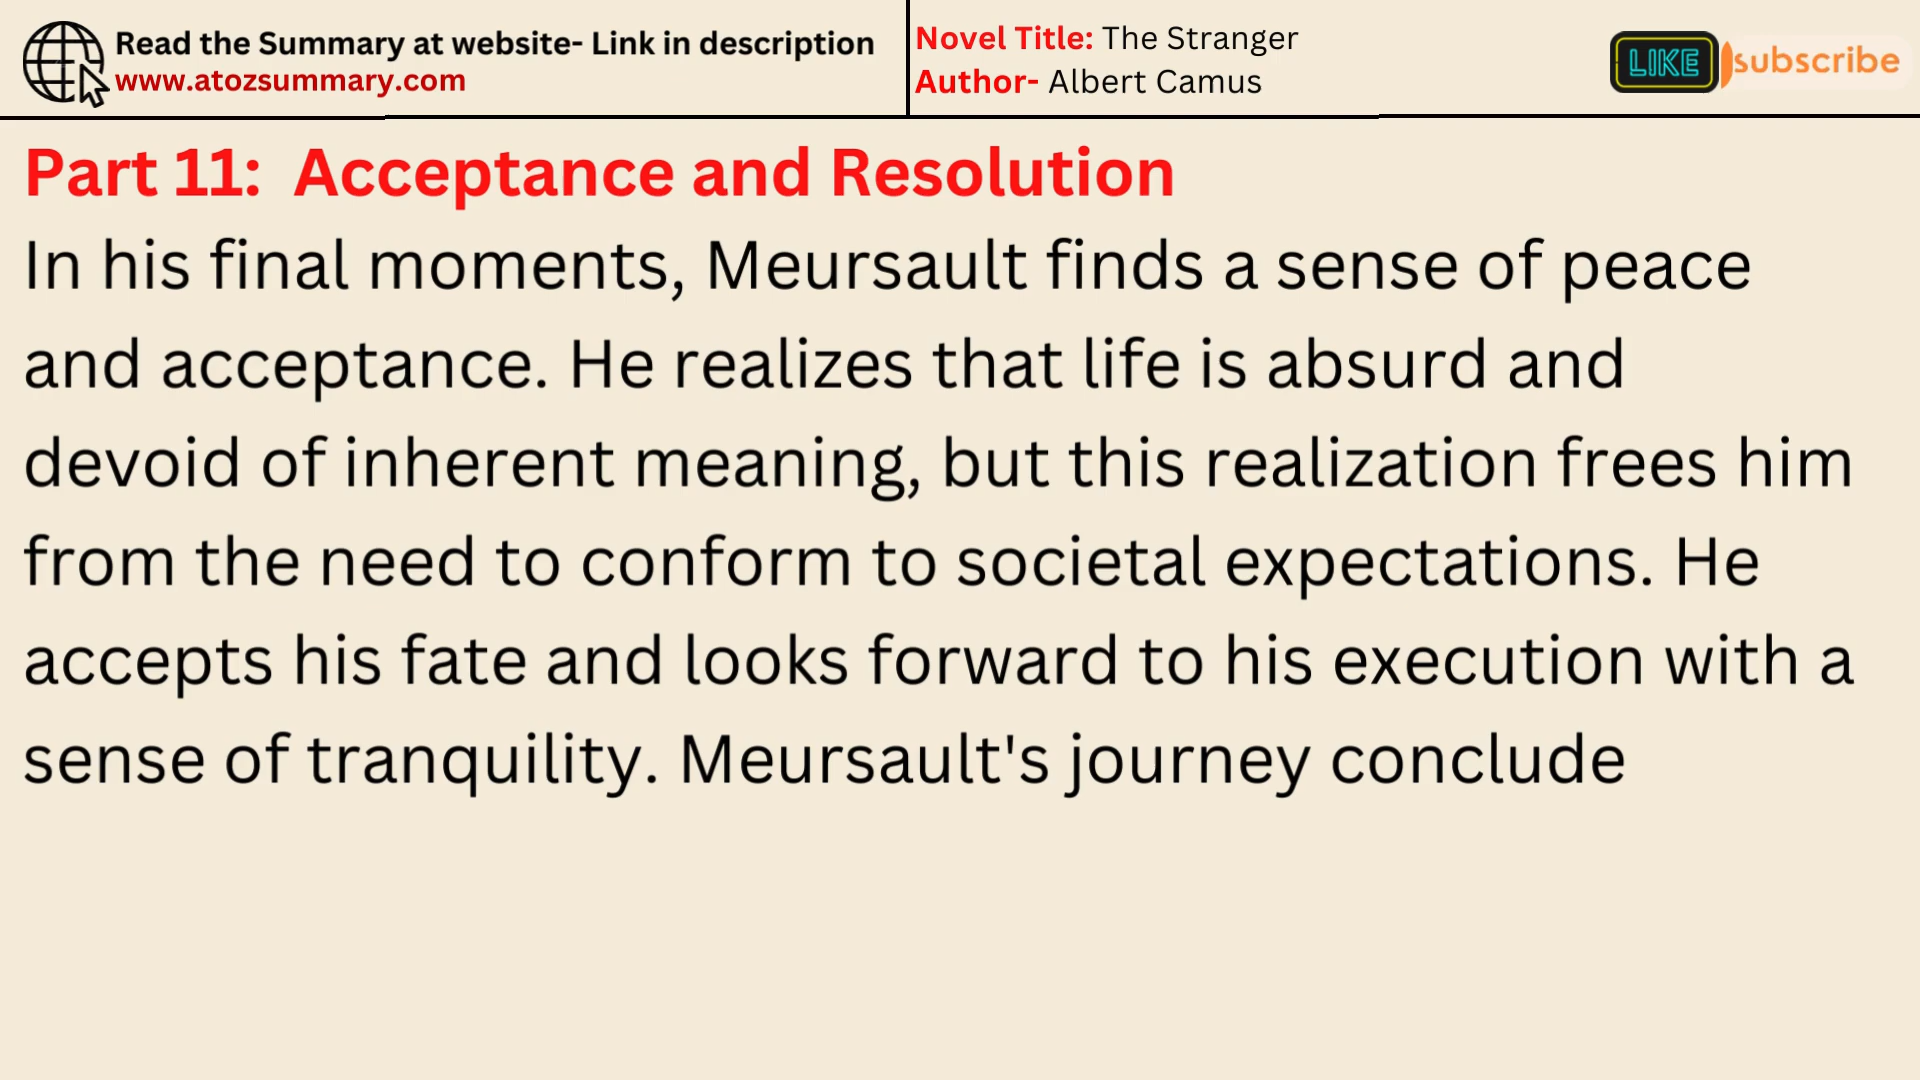 Read the Summary at website- Link in description
www.atozsummary.com
Novel Title: The Stranger
Author- Albert Camus
LIKE
subscribe
Part 11: Acceptance and Resolution
In his final moments, Meursault finds a sense of peace
and acceptance. He realizes that life is absurd and
devoid of inherent meaning, but this realization frees him
from the need to conform to societal expectations. He
accepts his fate and looks forward to his execution with a
sense of tranquility. Meursault's journey conclude